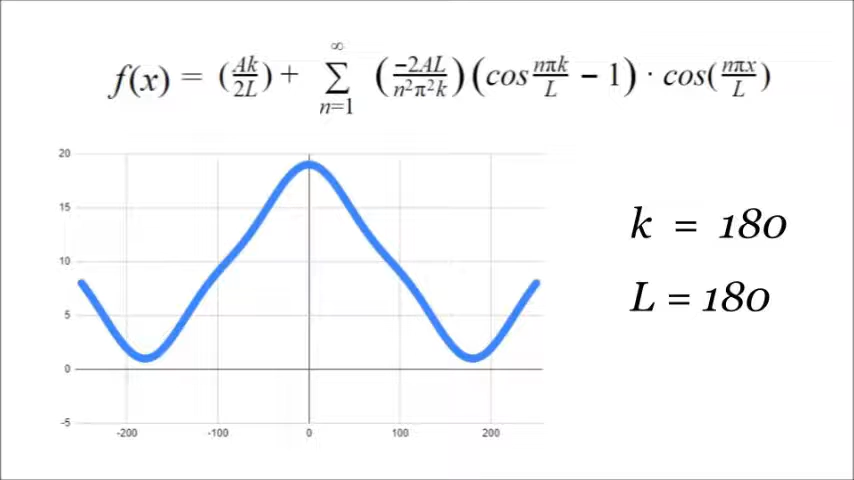 f(x) = (Ak/2L) + ∞∑n=1 (−2AL/n²π²k)(cos nπk/L − 1) · cos(nπx/L)
20
15
k = 180
10
L = 180
5
0
-5
-200 -100 0 100 200